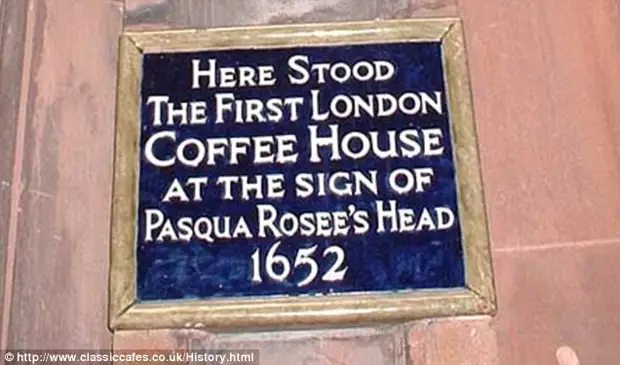 HERE STOOD
THE FIRST LONDON
COFFEE HOUSE
AT THE SIGN OF
PASQUA ROSEE'S HEAD
1652
© http://www.classiccafes.co.uk/History.html